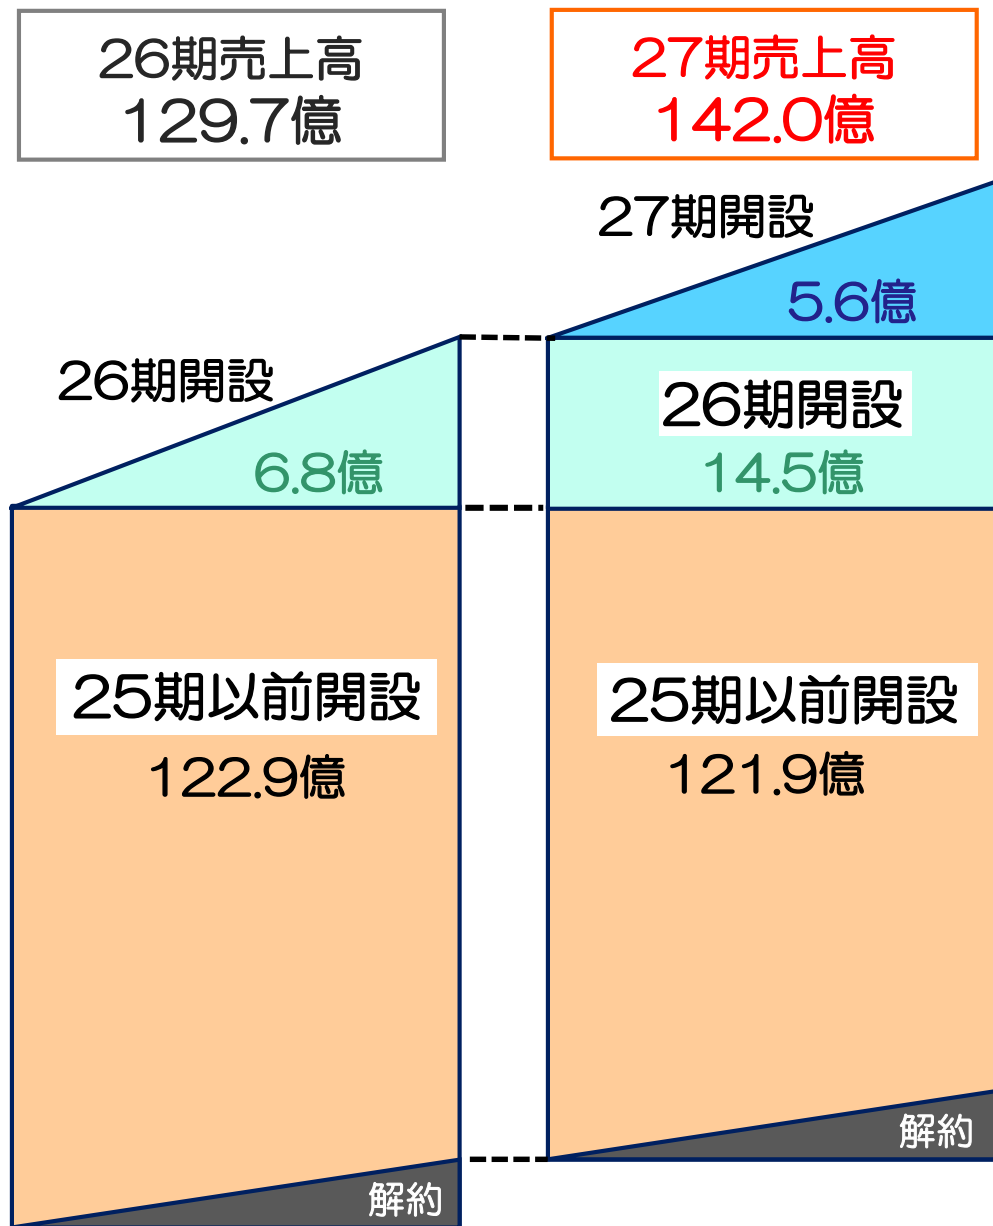 26期売上高
129.7億
26期開設
6.8億
25期以前開設
122.9億
解約
27期売上高
142.0億
27期開設
5.6億
26期開設
14.5億
25期以前開設
121.9億
解約